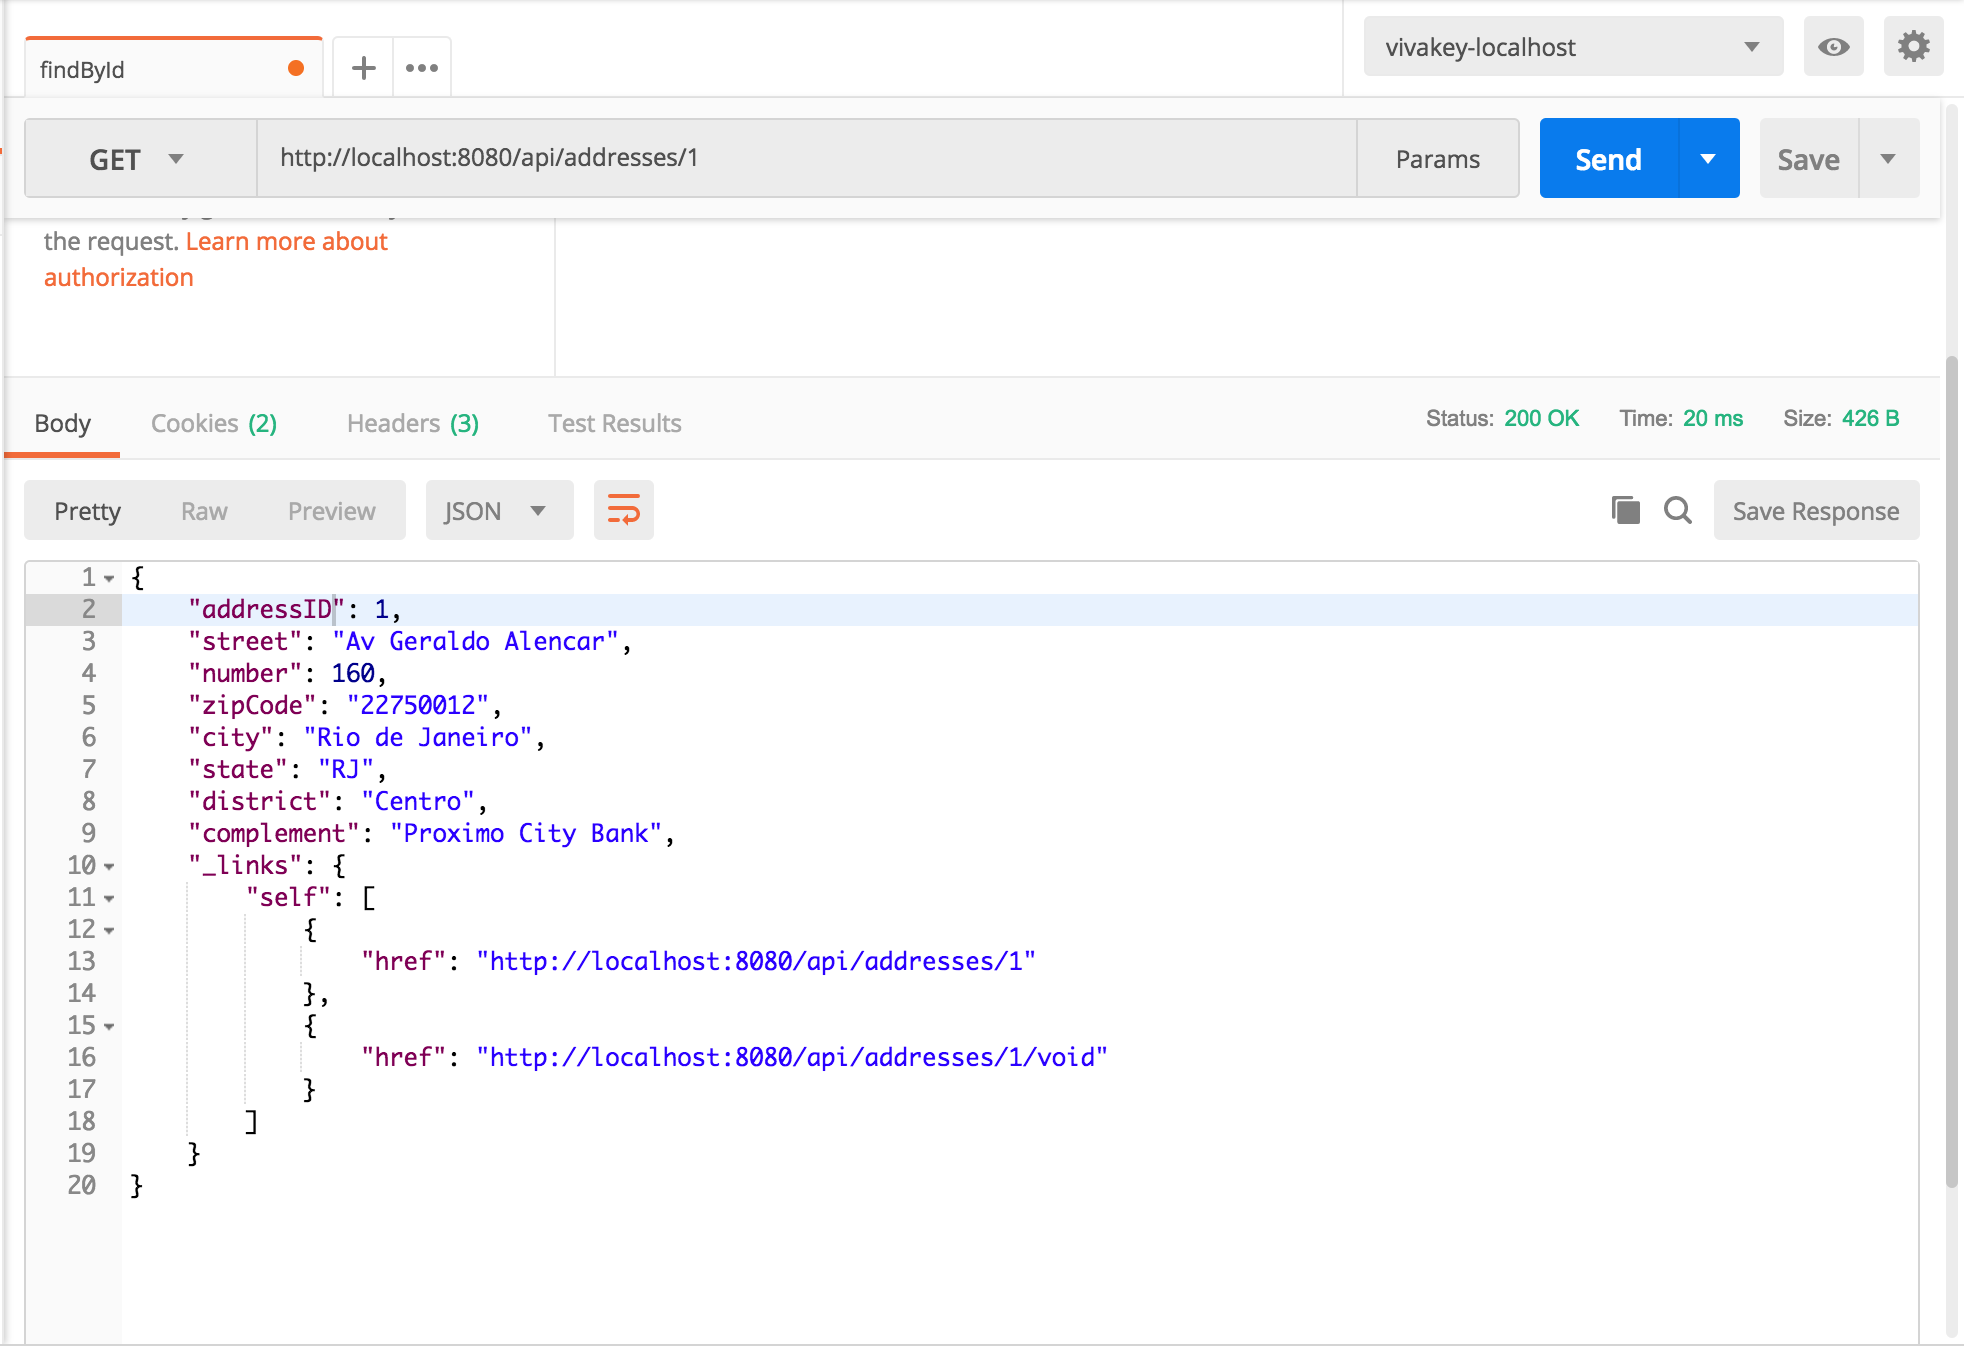 findById
vivakey-localhost
GET http://localhost:8080/api/addresses/1 Params Send Save
the request. Learn more about
authorization
Body Cookies (2) Headers (3) Test Results Status: 200 OK Time: 20 ms Size: 426 B
Pretty Raw Preview JSON Save Response
1 {
2 "addressID": 1,
3 "street": "Av Geraldo Alencar",
4 "number": 160,
5 "zipCode": "22750012",
6 "city": "Rio de Janeiro",
7 "state": "RJ",
8 "district": "Centro",
9 "complement": "Proximo City Bank",
10 "_links": {
11 "self": [
12 {
13 "href": "http://localhost:8080/api/addresses/1"
14 },
15 {
16 "href": "http://localhost:8080/api/addresses/1/void"
17 }
18 ]
19 }
20 }